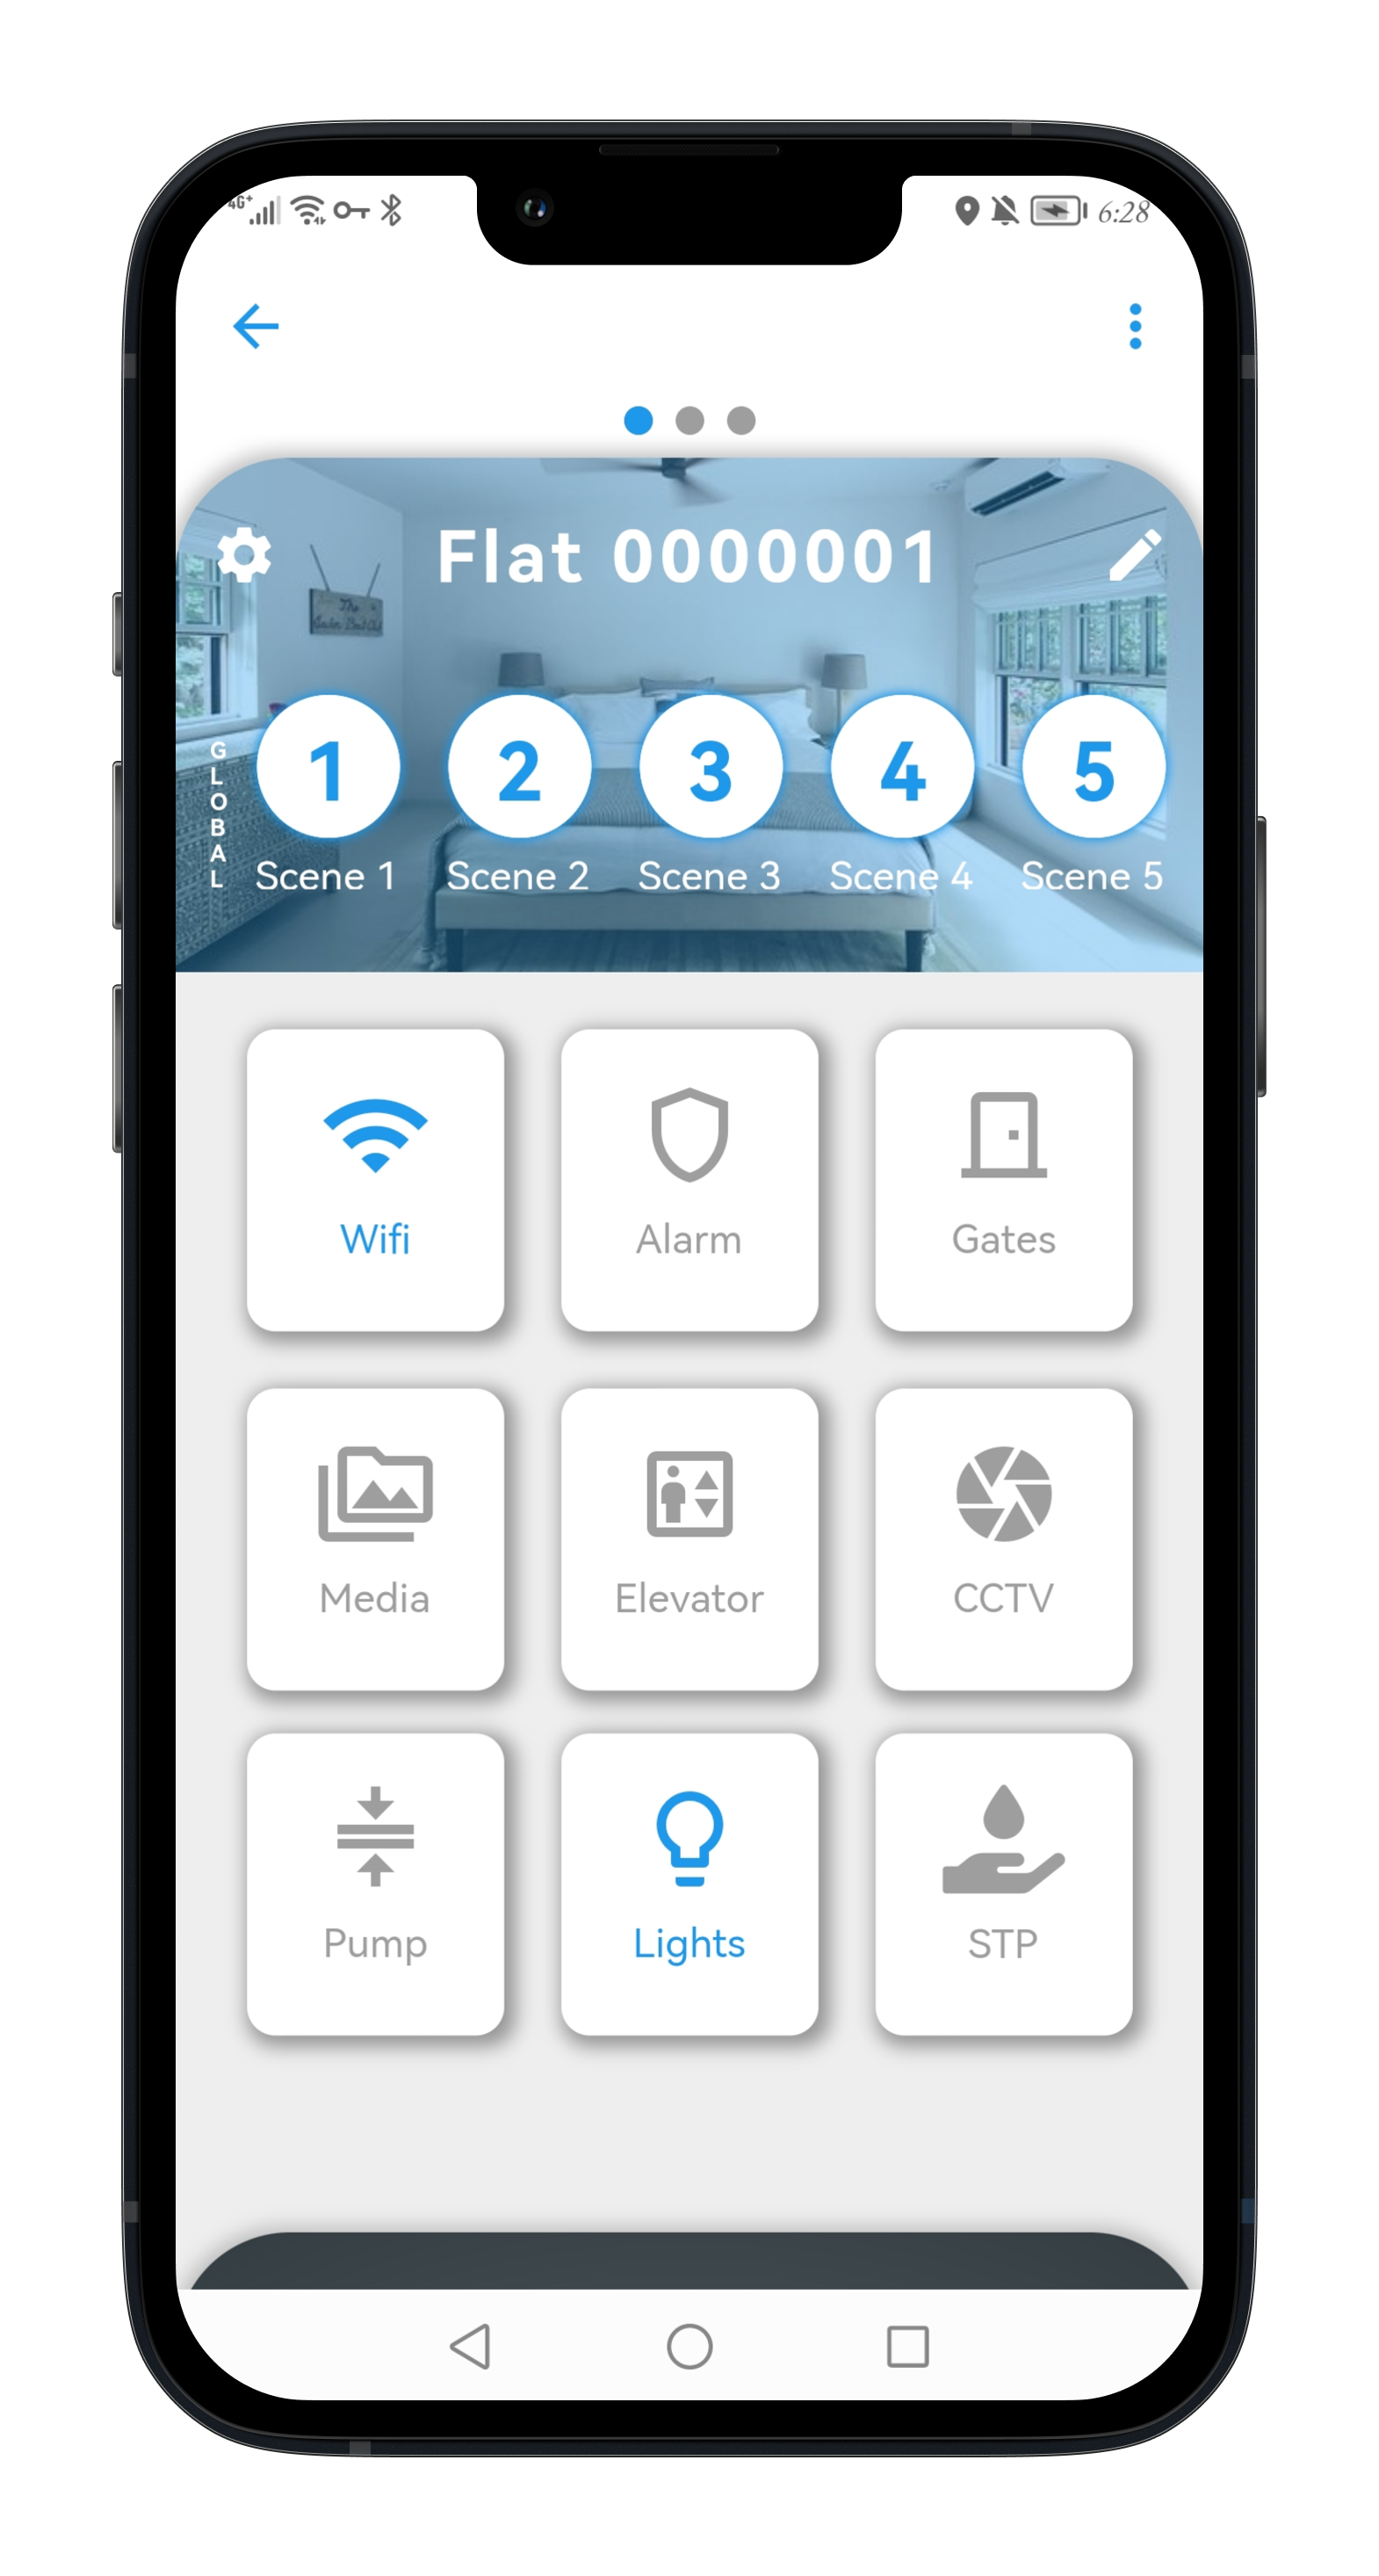 4G+
6:28
Flat 0000001
The
GLOBAL
1 2 3 4 5
Scene 1 Scene 2 Scene 3 Scene 4 Scene 5
Wifi Alarm Gates
Media Elevator CCTV
Pump Lights STP